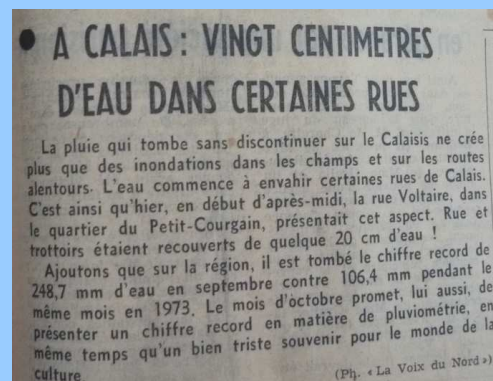 • A CALAIS : VINGT CENTIMETRES
D'EAU DANS CERTAINES RUES
La pluie qui tombe sans discontinuer sur le Calaisis ne crée
plus que des inondations dans les champs et sur les routes
alentours. L'eau commence à envahir certaines rues de Calais.
C'est ainsi qu'hier, en début d'après-midi, la rue Voltaire, dans
le quartier du Petit-Courgain, présentait cet aspect. Rue et
trottoirs étaient recouverts de quelque 20 cm d'eau !
Ajoutons que sur la région, il est tombé le chiffre record de
248,7 mm d'eau en septembre contre 106,4 mm pendant le
même mois en 1973. Le mois d'octobre promet, lui aussi, de
présenter un chiffre record en matière de pluviométrie, en
même temps qu'un bien triste souvenir pour le monde de la
culture
(Ph. « La Voix du Nord »)